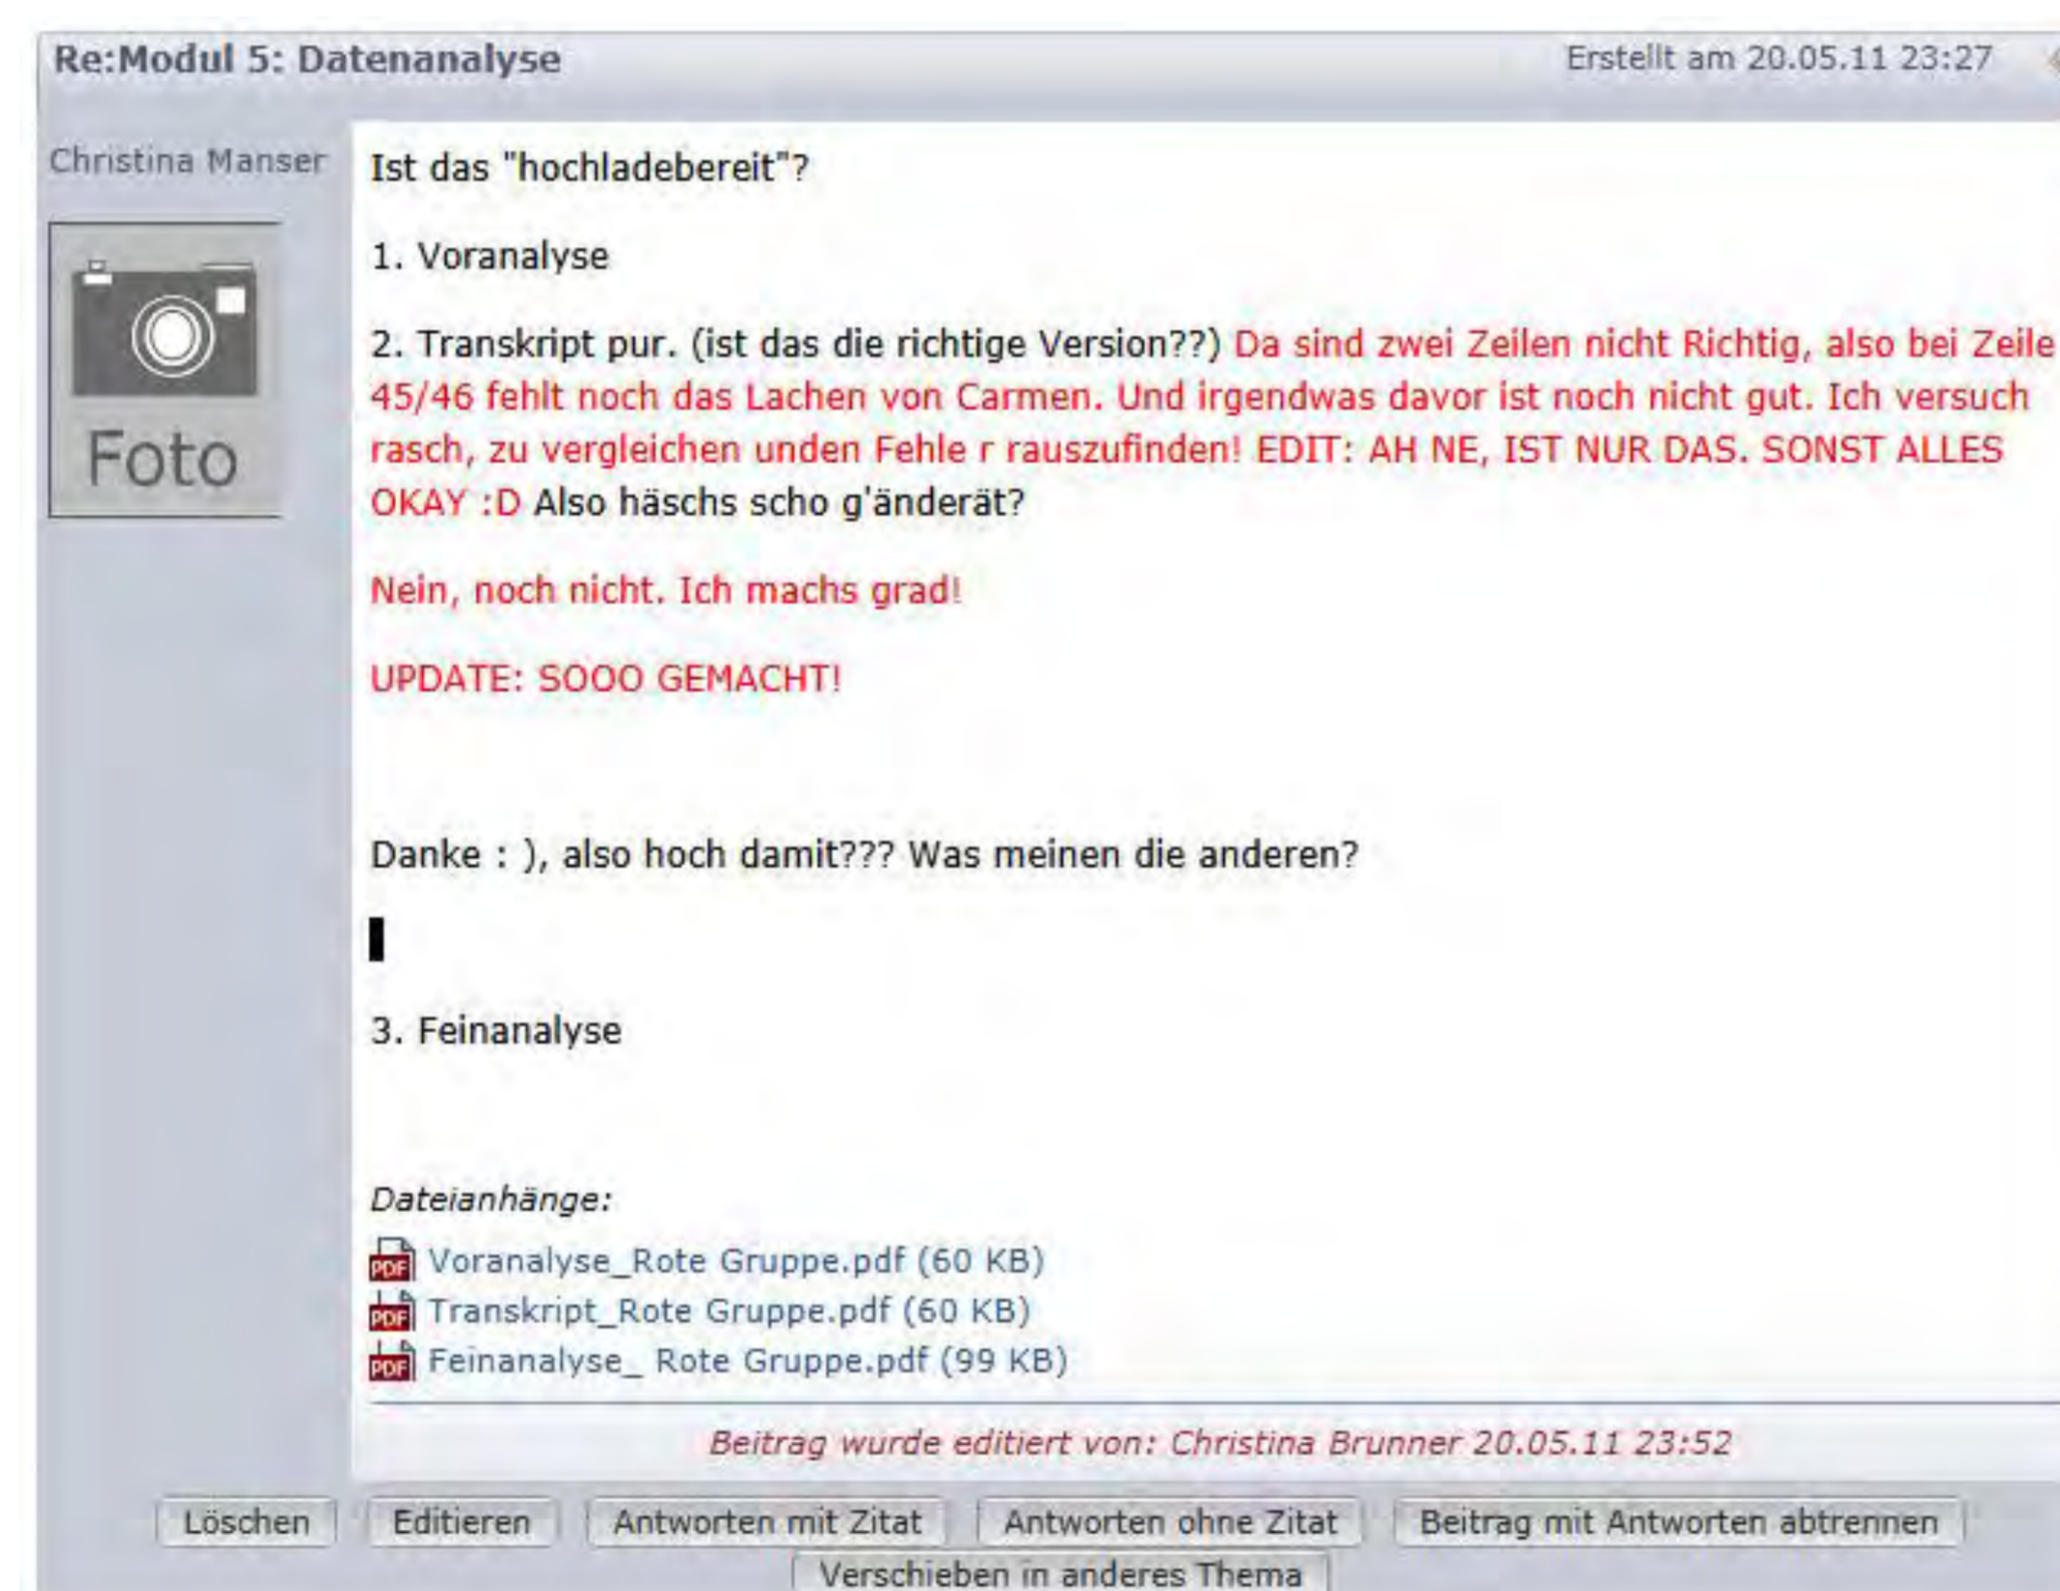 Re:Modul 5: Datenanalyse
Erstellt am 20.05.11 23:27
Christina Manser
Foto
Ist das "hochladebereit"?
1. Voranalyse
2. Transkript pur. (ist das die richtige Version??) Da sind zwei Zeilen nicht Richtig, also bei Zeile
45/46 fehlt noch das Lachen von Carmen. Und irgendwas davor ist noch nicht gut. Ich versuch
rasch, zu vergleichen unden Fehle r rauszufinden! EDIT: AH NE, IST NUR DAS. SONST ALLES
OKAY :D Also häschs scho g'änderät?
Nein, noch nicht. Ich machs grad!
UPDATE: SOOO GEMACHT!
Danke : ), also hoch damit??? Was meinen die anderen?
3. Feinanalyse
Dateianhänge:
PDF Voranalyse_Rote Gruppe.pdf (60 KB)
PDF Transkript_Rote Gruppe.pdf (60 KB)
PDF Feinanalyse_ Rote Gruppe.pdf (99 KB)
Beitrag wurde editiert von: Christina Brunner 20.05.11 23:52
Löschen Editieren Antworten mit Zitat Antworten ohne Zitat Beitrag mit Antworten abtrennen
Verschieben in anderes Thema